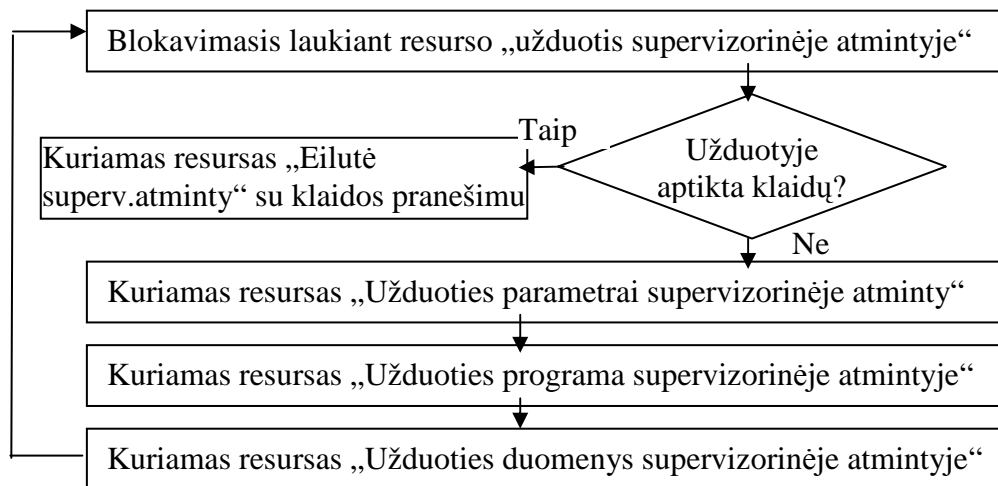 Blokavimasis laukiant resurso „užduotis supervizorinėje atmintyje“
Taip
Kuriamas resursas „Eilutė
superv.atminty“ su klaidos pranešimu
Užduotyje
aptikta klaidų?
Ne
Kuriamas resursas „Užduoties parametrai supervizorinėje atminty“
Kuriamas resursas „Užduoties programa supervizorinėje atmintyje“
Kuriamas resursas „Užduoties duomenys supervizorinėje atmintyje“